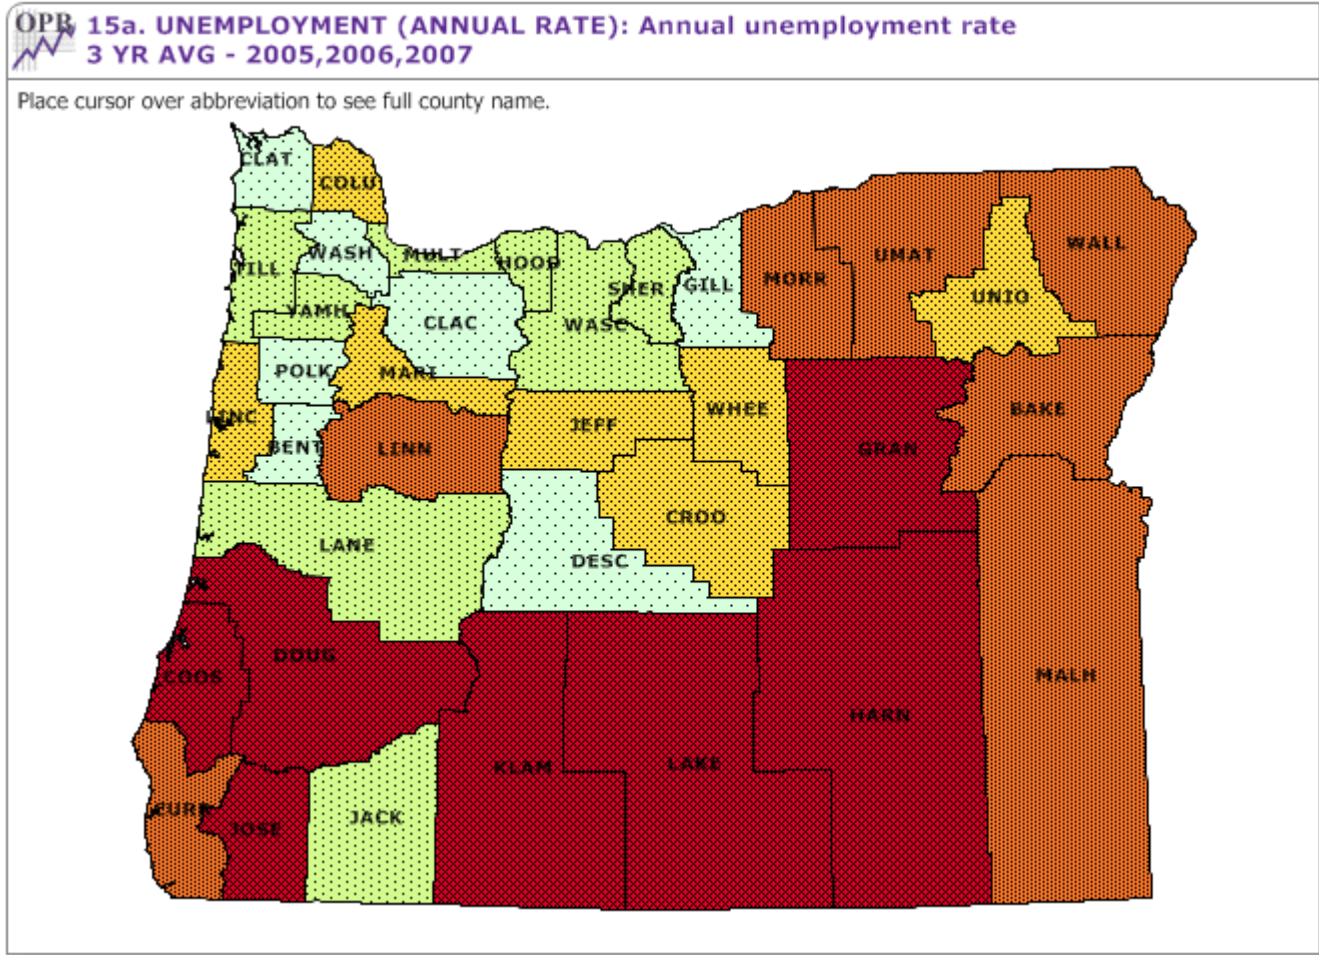 OPB
15a. UNEMPLOYMENT (ANNUAL RATE): Annual unemployment rate
3 YR AVG - 2005,2006,2007
Place cursor over abbreviation to see full county name.
CLAT
COLU
TILL
WASH
MULT
HOOD
SHER
GILL
MORR
UMAT
WALL
UNIO
YAMH
CLAC
WASC
POLK
MARI
LINC
BENT
LINN
JEFF
WHEE
GRAN
BAKE
CROO
LANE
DESC
DOUG
COOS
MALH
HARN
KLAM
LAKE
CURR
JOSE
JACK